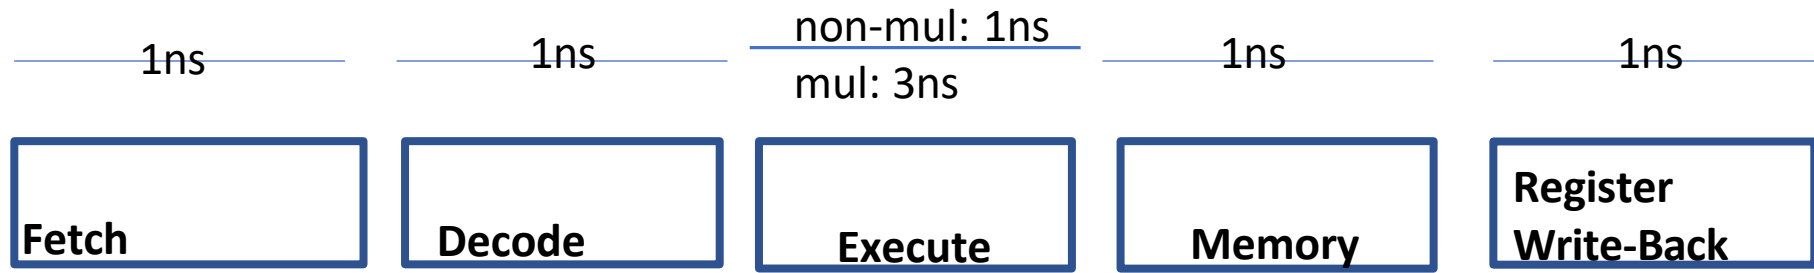 1ns
1ns
non-mul: 1ns
mul: 3ns
1ns
1ns
Fetch
Decode
Execute
Memory
Register
Write-Back